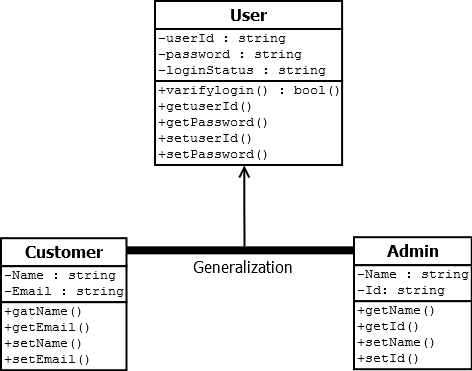 User
-userId : string
-password : string
-loginStatus : string
+varifylogin() : bool()
+getuserId()
+getPassword()
+setuserId()
+setPassword()
Customer
-Name : string
-Email : string
+gatName()
+getEmail()
+setName()
+setEmail()
Generalization
Admin
-Name : string
-Id: string
+getName()
+getId()
+setName()
+setId()